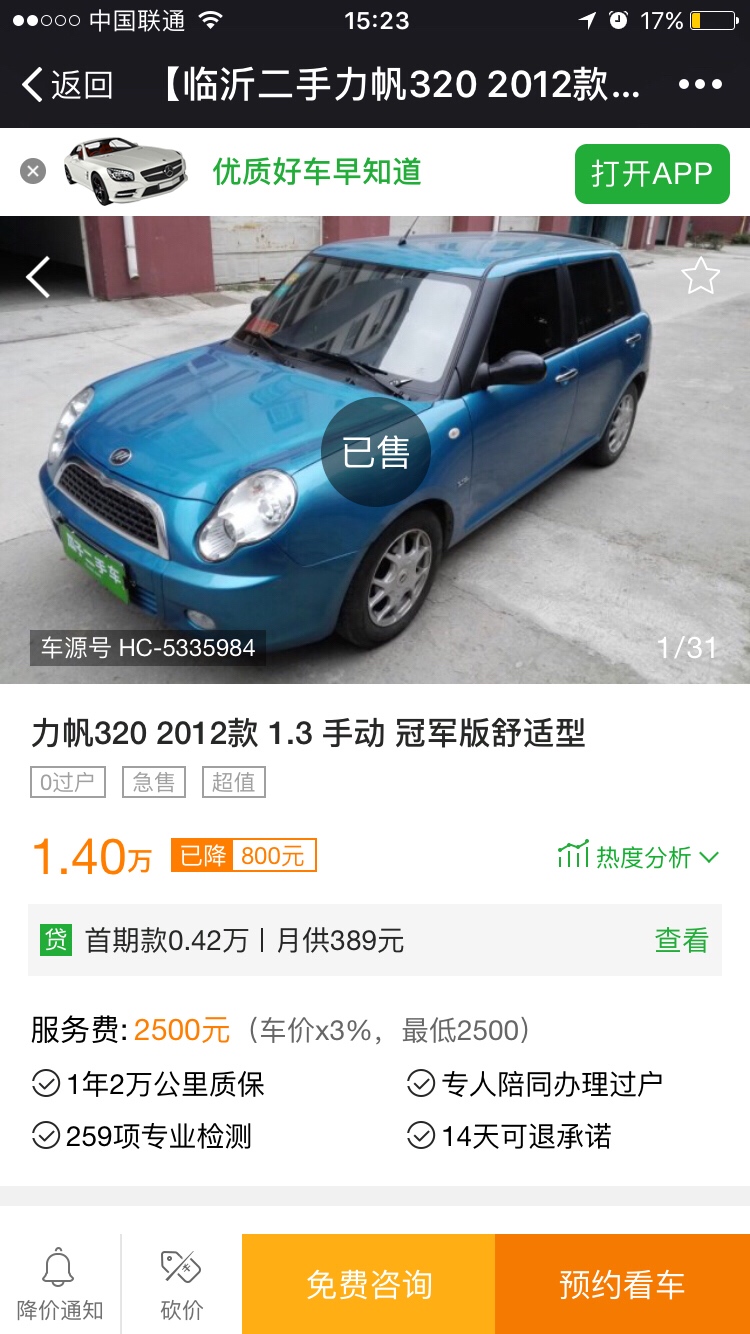 中国联通 15:23 17%
返回 【临沂二手力帆320 2012款...
优质好车早知道 打开APP
已售
瓜子二手车
车源号 HC-5335984 1/31
力帆320 2012款 1.3 手动 冠军版舒适型
0过户 急售 超值
1.40万 已降 800元 热度分析
贷 首期款0.42万 | 月供389元 查看
服务费: 2500元（车价x3%，最低2500）
1年2万公里质保 专人陪同办理过户
259项专业检测 14天可退承诺
降价通知 砍价 免费咨询 预约看车